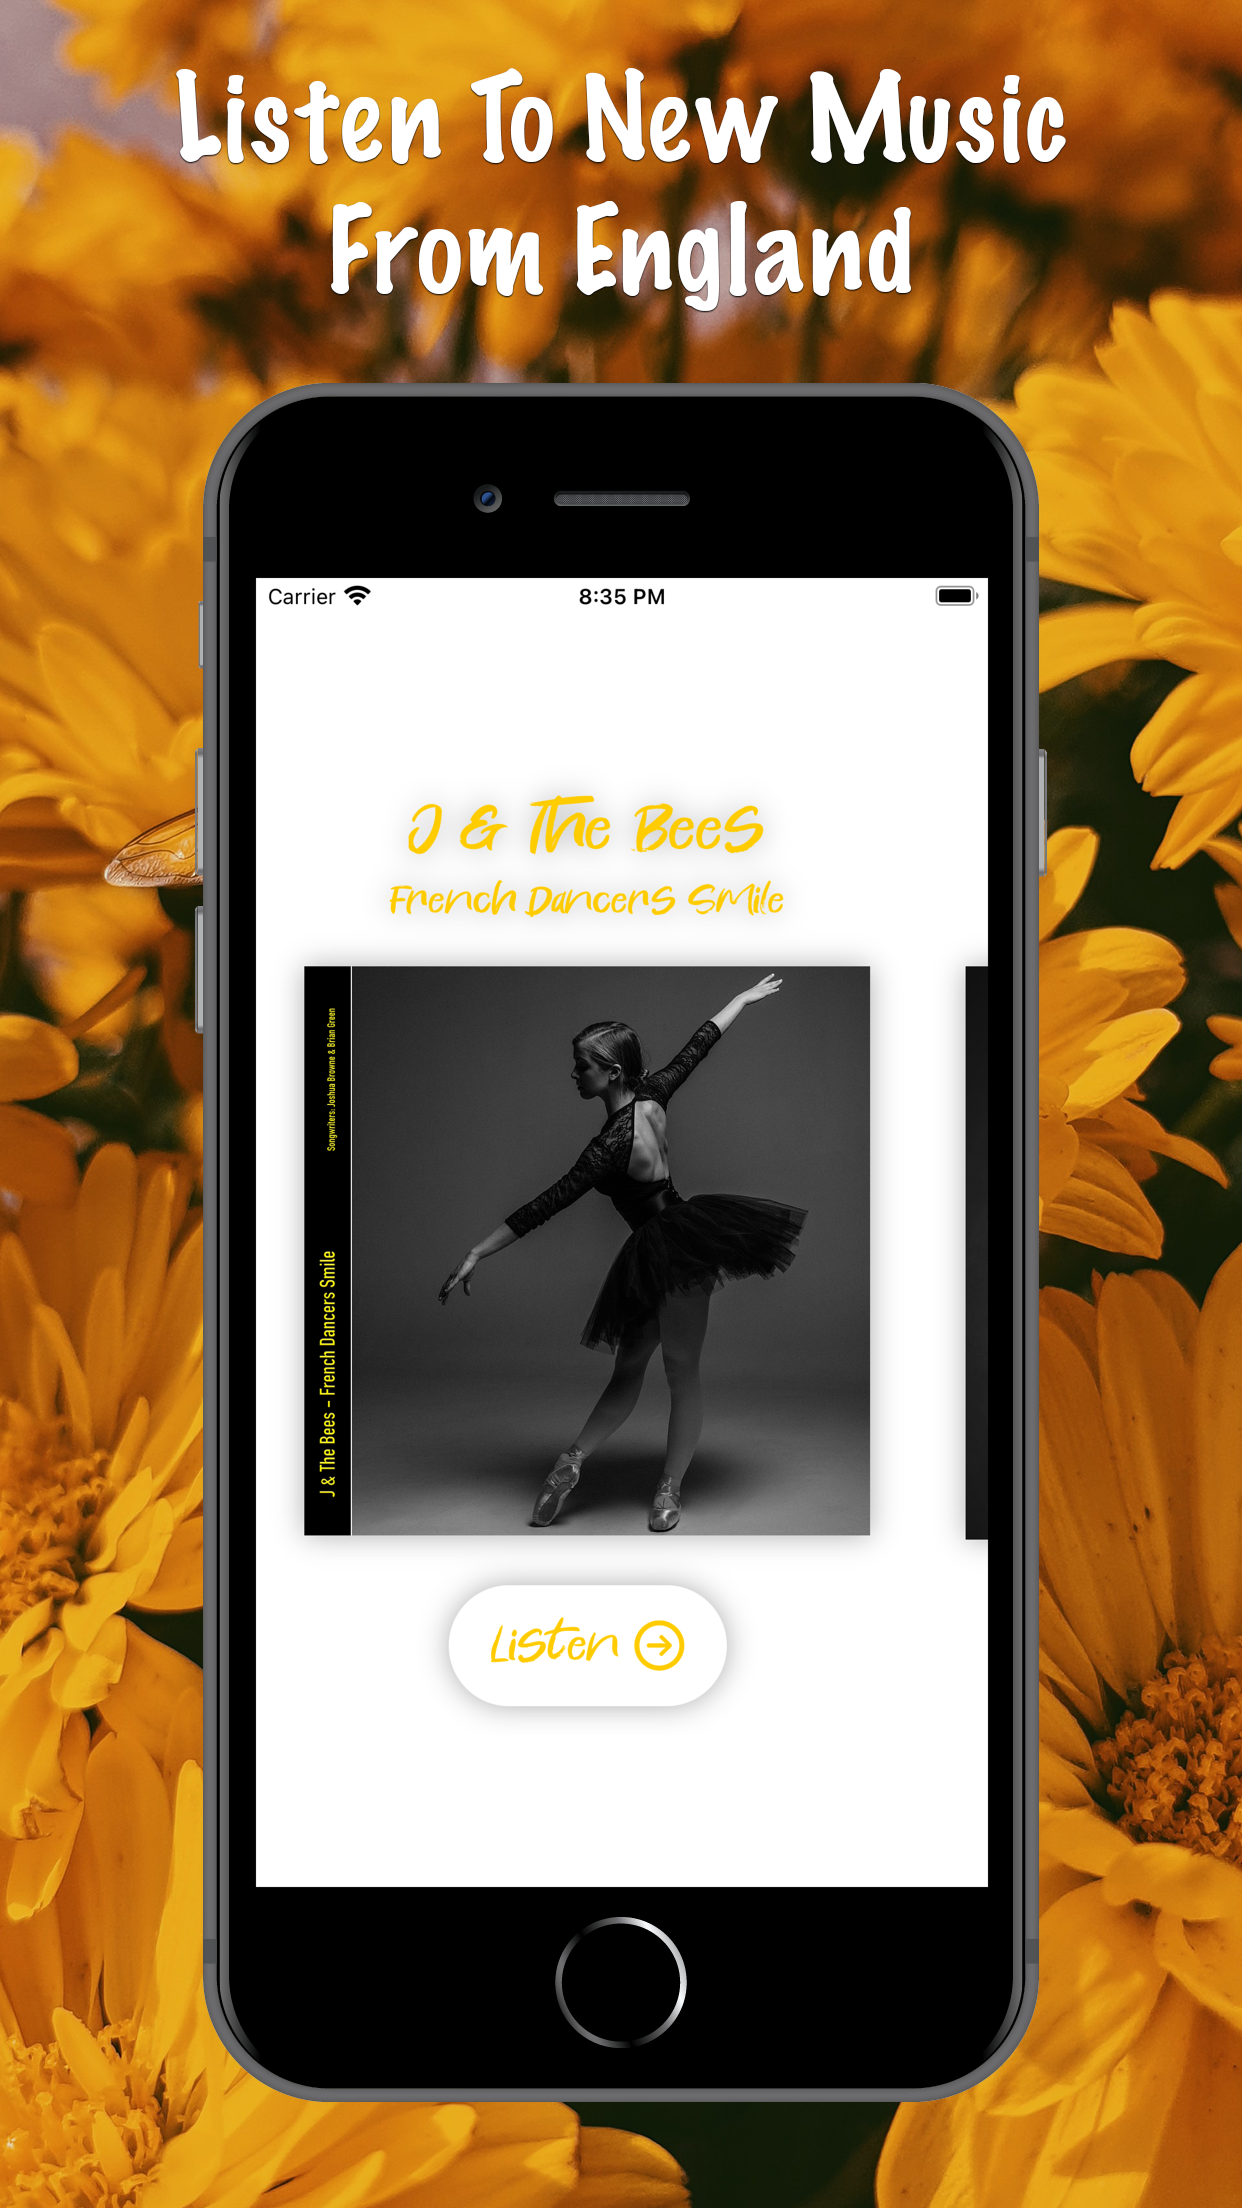 Listen To New Music
From England
Carrier
8:35 PM
J & The Bees
French Dancers Smile
Songwriters: Joshua Browne & Brian Green
J & The Bees - French Dancers Smile
Listen